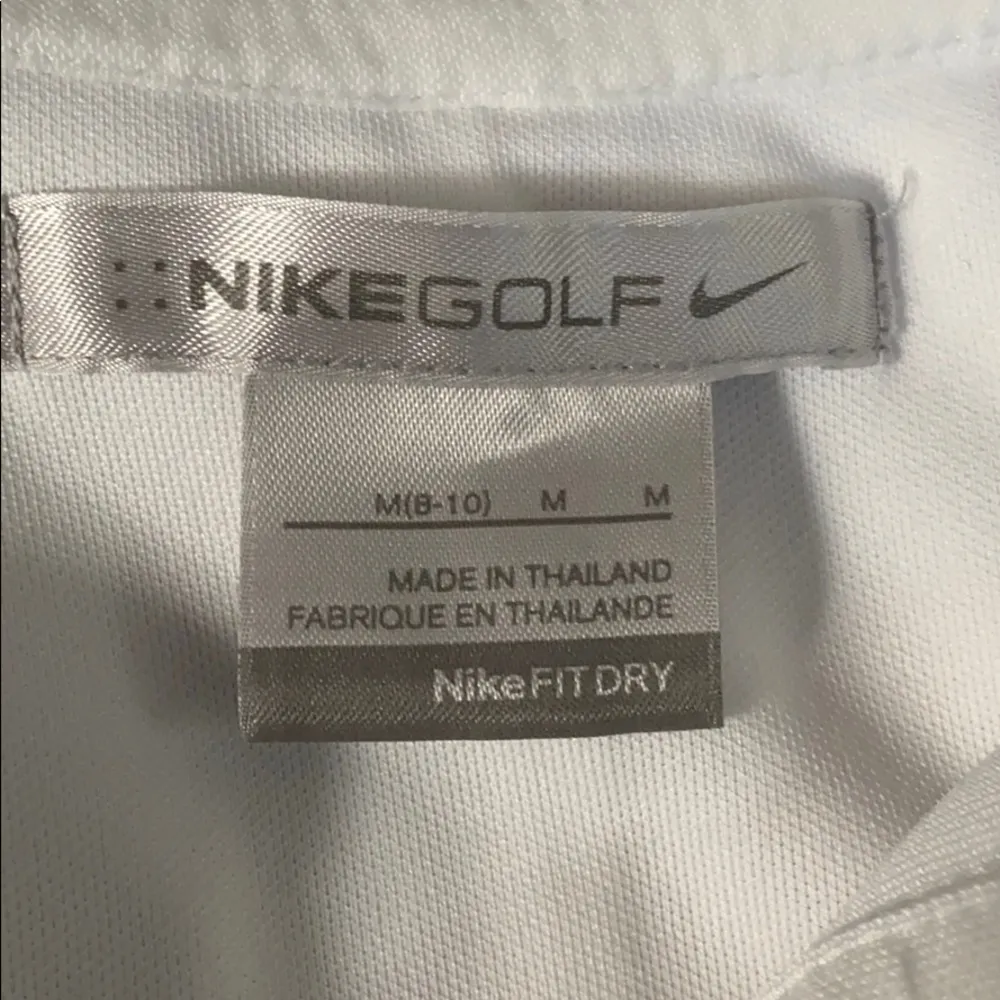 NIKEGOLF
M(8-10) M M
MADE IN THAILAND
FABRIQUE EN THAILANDE
NikeFIT DRY